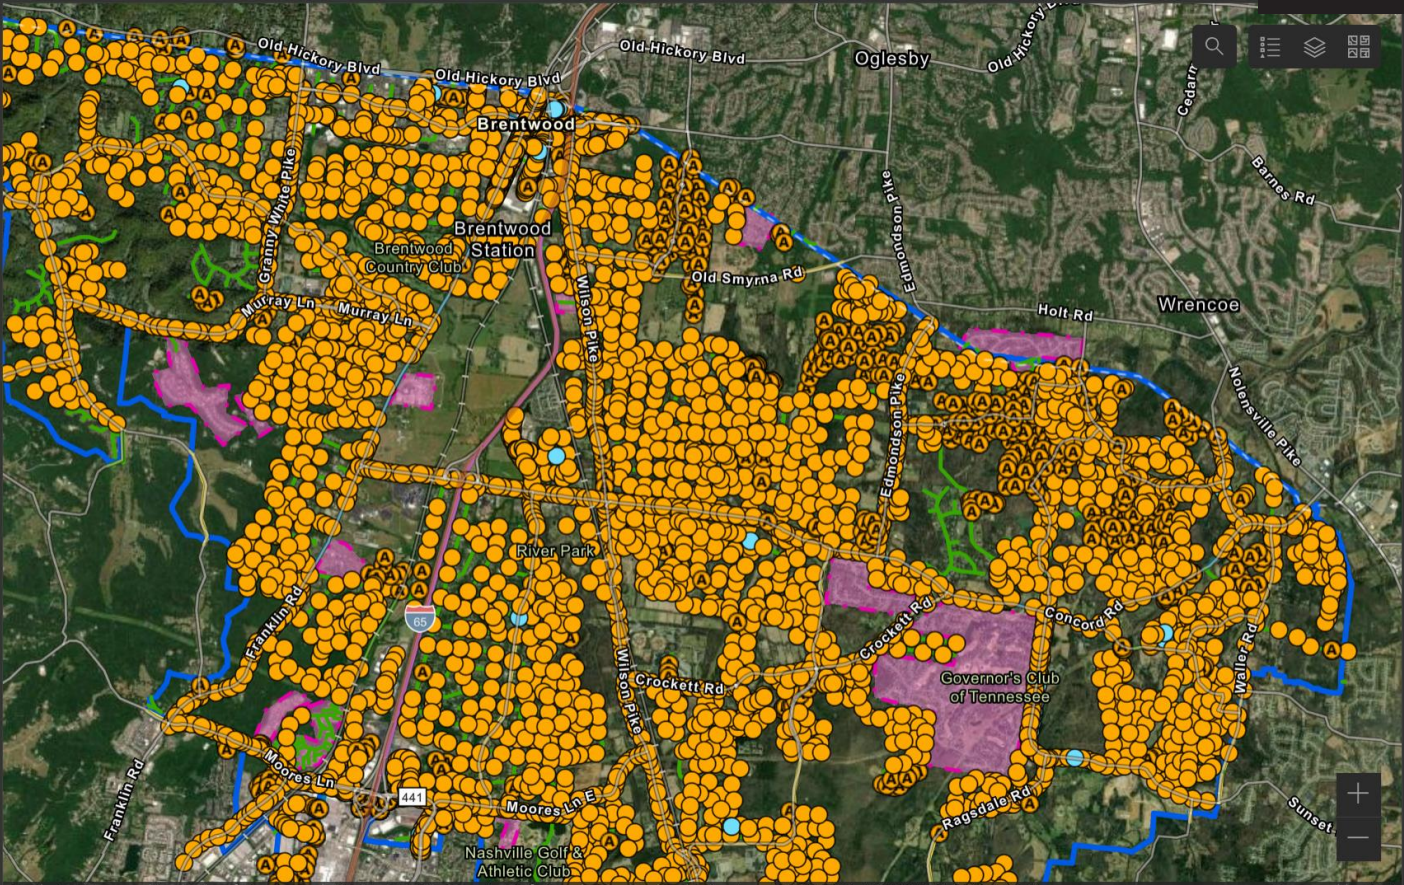 Old Hickory Blvd
Old Hickory Blvd
Old Hickory Blvd
Oglesby
Brentwood
Barnes Rd
Granny White Pike
Edmondson Pike
Brentwood
Station
Brentwood
Country Club
Old Smyrna Rd
Murray Ln
Murray Ln
Wilson Pike
Holt Rd
Wrencoe
Edmondson Pike
Nolensville Pike
River Park
Franklin Rd
65
Crockett Rd
Concord Rd
Wilson Pike
Crockett Rd
Governor's Club
of Tennessee
Waller Rd
Moores Ln
441
Moores Ln E
Franklin Rd
Ragsdale Rd
Sunset
Nashville Golf &
Athletic Club